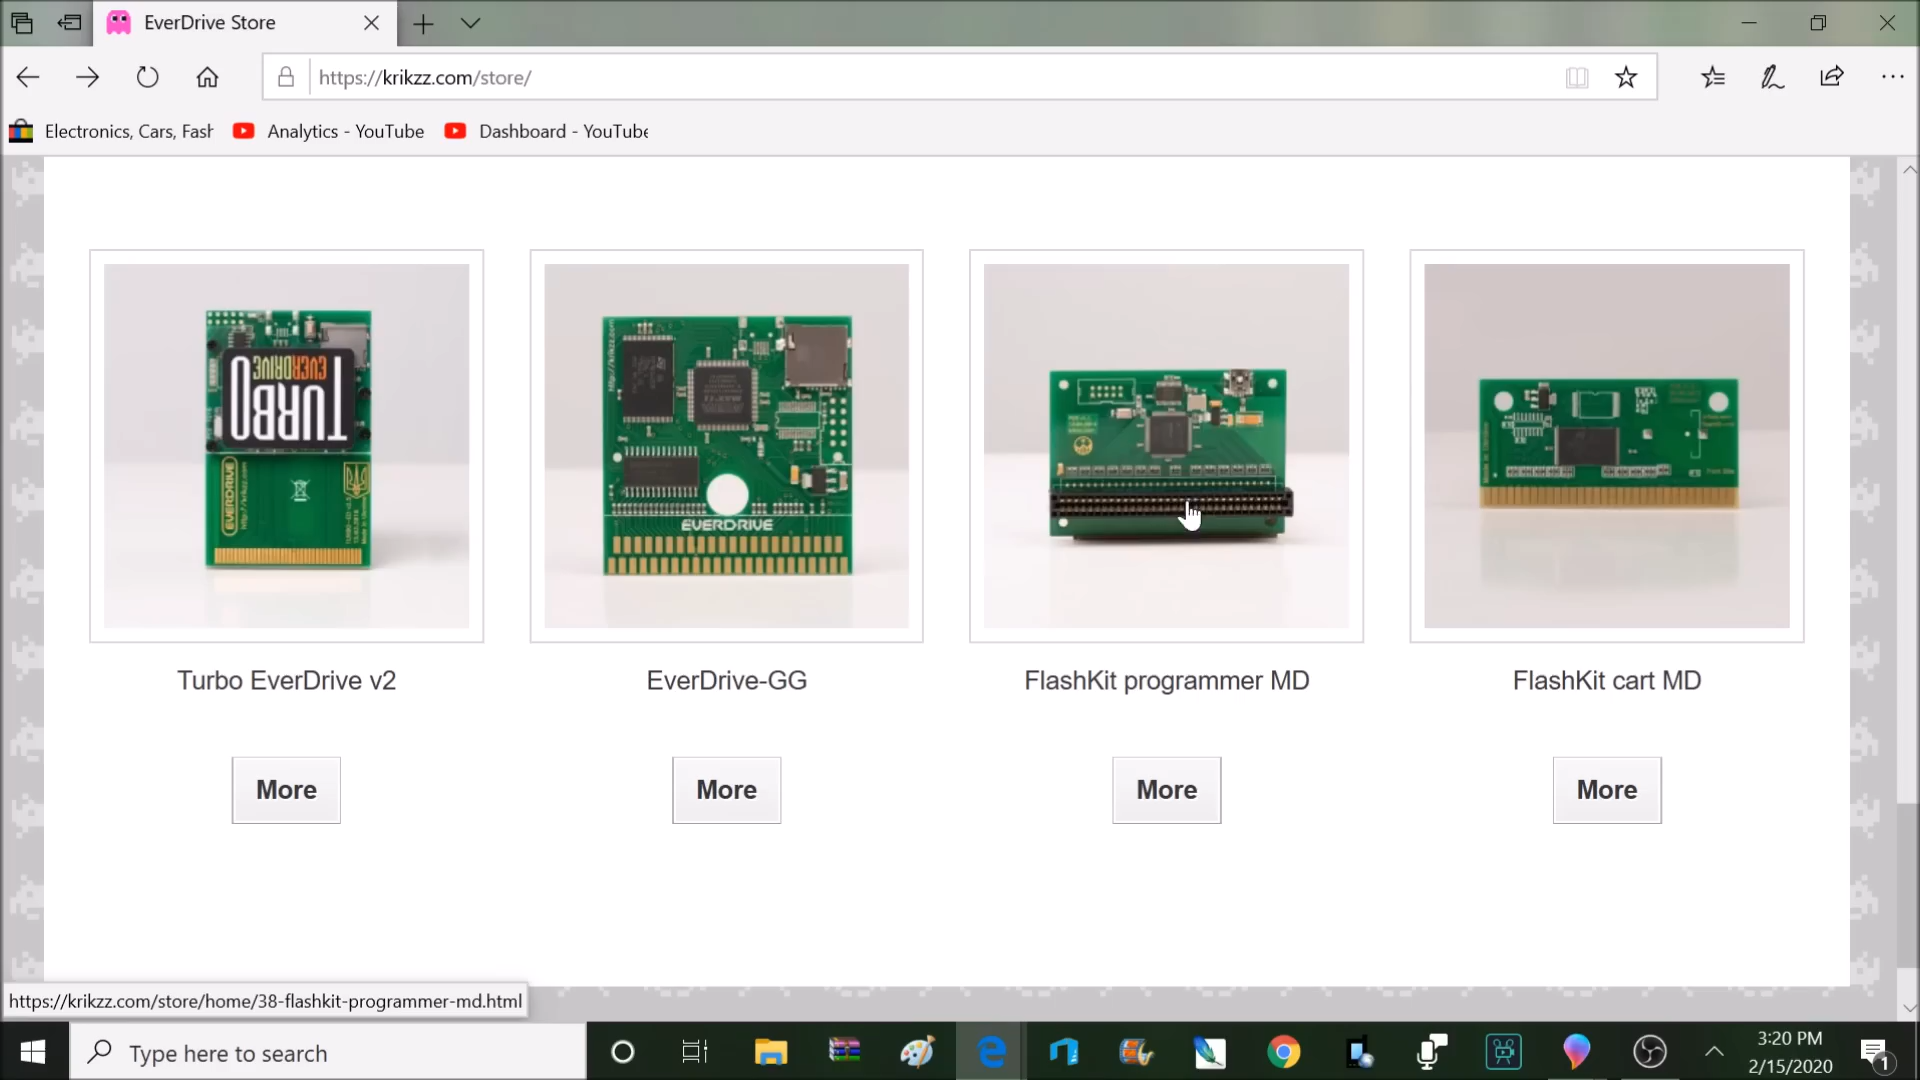 EverDrive Store
https://krikzz.com/store/
Electronics, Cars, Fash
Analytics - YouTube
Dashboard - YouTube
TURBO
EVERDRIVE
EVERDRIVE
EVERDRIVE
Turbo EverDrive v2
EverDrive-GG
FlashKit programmer MD
FlashKit cart MD
More
More
More
More
https://krikzz.com/store/home/38-flashkit-programmer-md.html
Type here to search
3:20 PM
2/15/2020
1